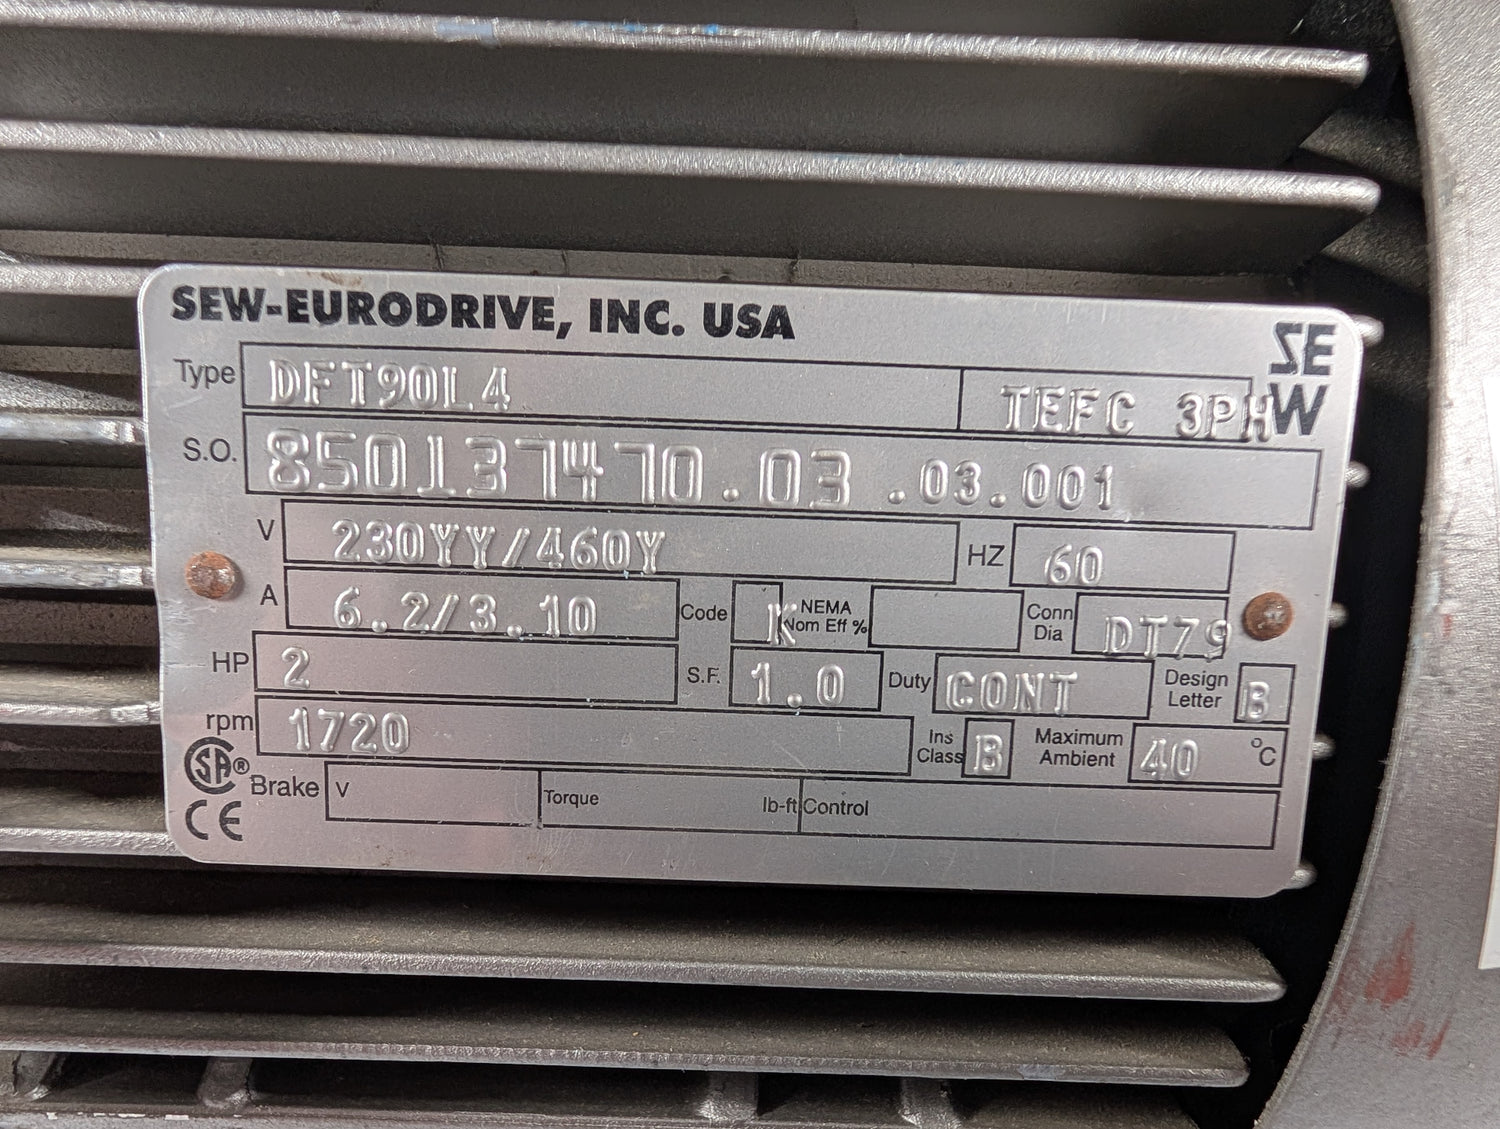 SEW-EURODRIVE, INC. USA
SEW
Type DFT90L4 TEFC 3PH
S.O. 850137470.03 .03.001
V 230YY/460Y HZ 60
A 6.2/3.10 Code K NEMA Nom Eff % Conn Dia DT79
HP 2 S.F. 1.0 Duty CONT Design Letter B
rpm 1720 Ins Class B Maximum Ambient 40 °C
SA® Brake V Torque lb-ft Control
CE